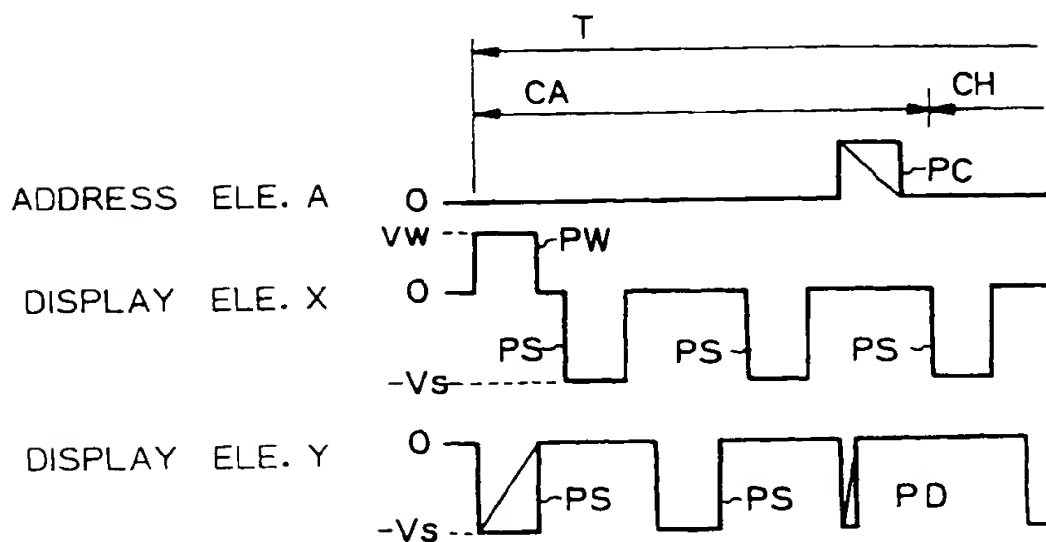 T
CA CH
ADDRESS ELE. A 0 PC
VW PW
DISPLAY ELE. X 0
PS PS PS
-Vs
DISPLAY ELE. Y 0
PS PS PD
-Vs